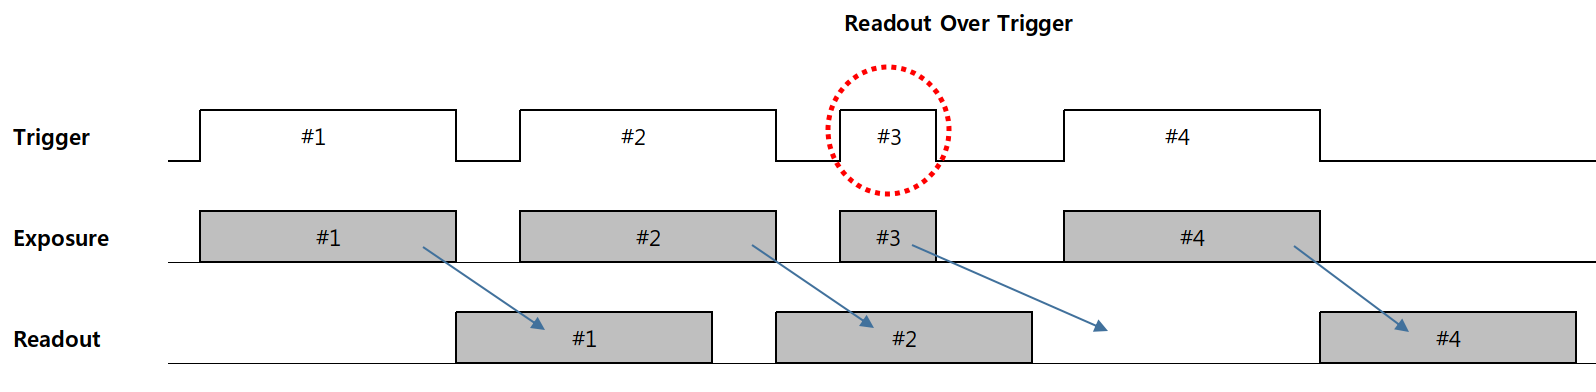 Readout Over Trigger
Trigger #1 #2 #3 #4
Exposure #1 #2 #3 #4
Readout #1 #2 #4